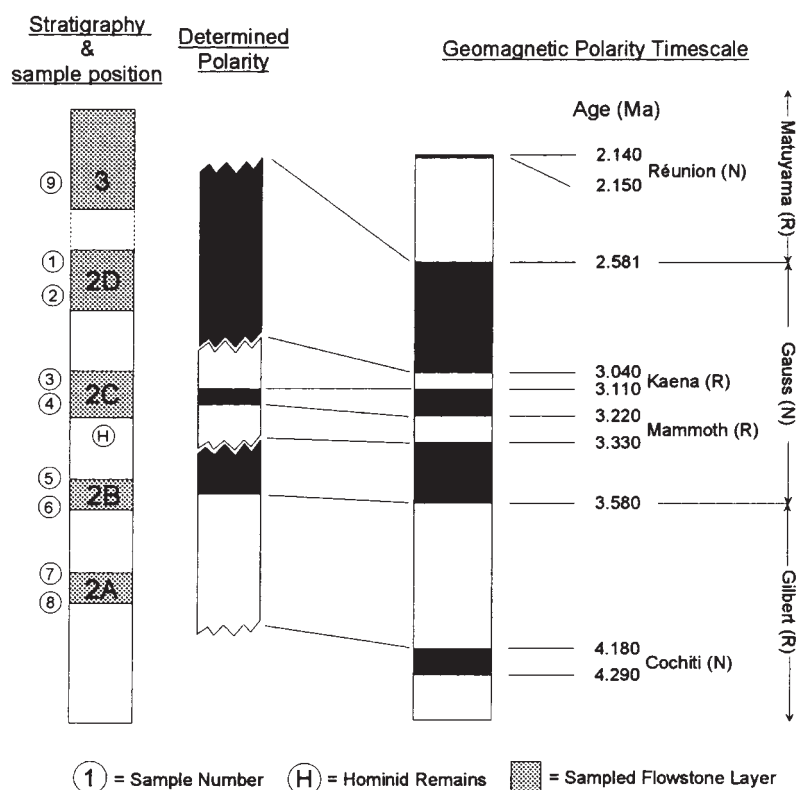 Stratigraphy
&
sample position
Determined
Polarity
Geomagnetic Polarity Timescale
Age (Ma)
9
3
1
2D
2
3
2C
4
H
5
2B
6
7
2A
8
2.140
Réunion (N)
2.150
2.581
3.040
Kaena (R)
3.110
3.220
Mammoth (R)
3.330
3.580
4.180
Cochiti (N)
4.290
Matuyama (R)
Gauss (N)
Gilbert (R)
1 = Sample Number
H = Hominid Remains
= Sampled Flowstone Layer